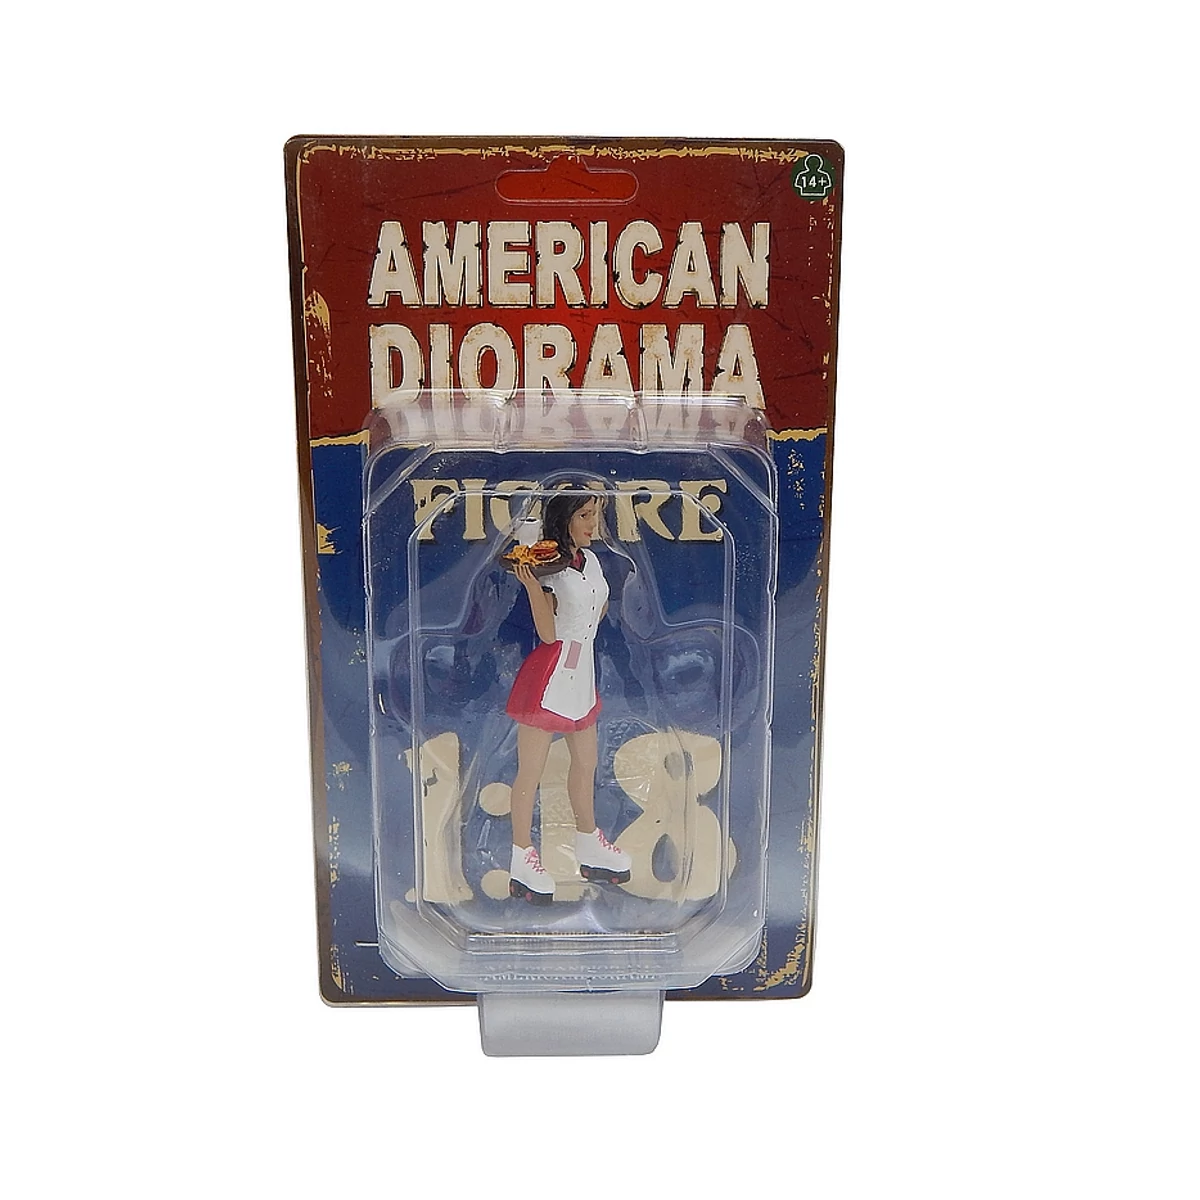 14+
AMERICAN
DIORAMA
FIGURE
1:18